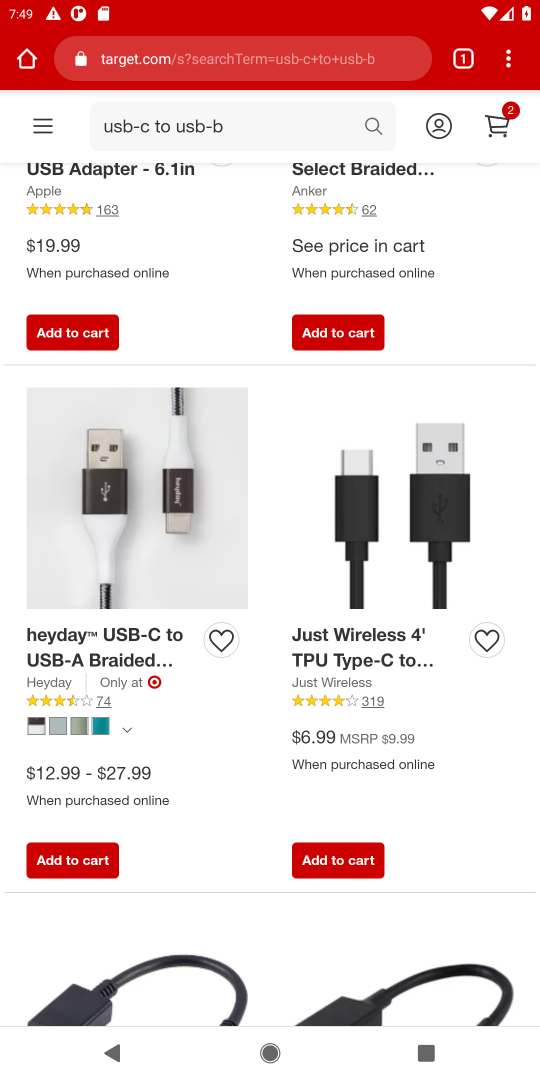 7:49
target.com/s?searchTerm=usb-c+to+usb-b
1
usb-c to usb-b
2
USB Adapter - 6.1in
Apple
163
$19.99
When purchased online
Add to cart
Select Braided...
Anker
62
See price in cart
When purchased online
Add to cart
heyday
heyday™ USB-C to
USB-A Braided...
Heyday
Only at
74
$12.99 - $27.99
When purchased online
Add to cart
Just Wireless 4'
TPU Type-C to...
Just Wireless
319
$6.99 MSRP $9.99
When purchased online
Add to cart